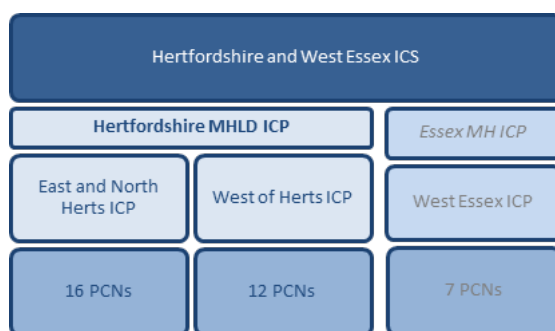 Hertfordshire and West Essex ICS
Hertfordshire MHLD ICP
Essex MH ICP
East and North
Herts ICP
West of Herts ICP
West Essex ICP
16 PCNs
12 PCNs
7 PCNs